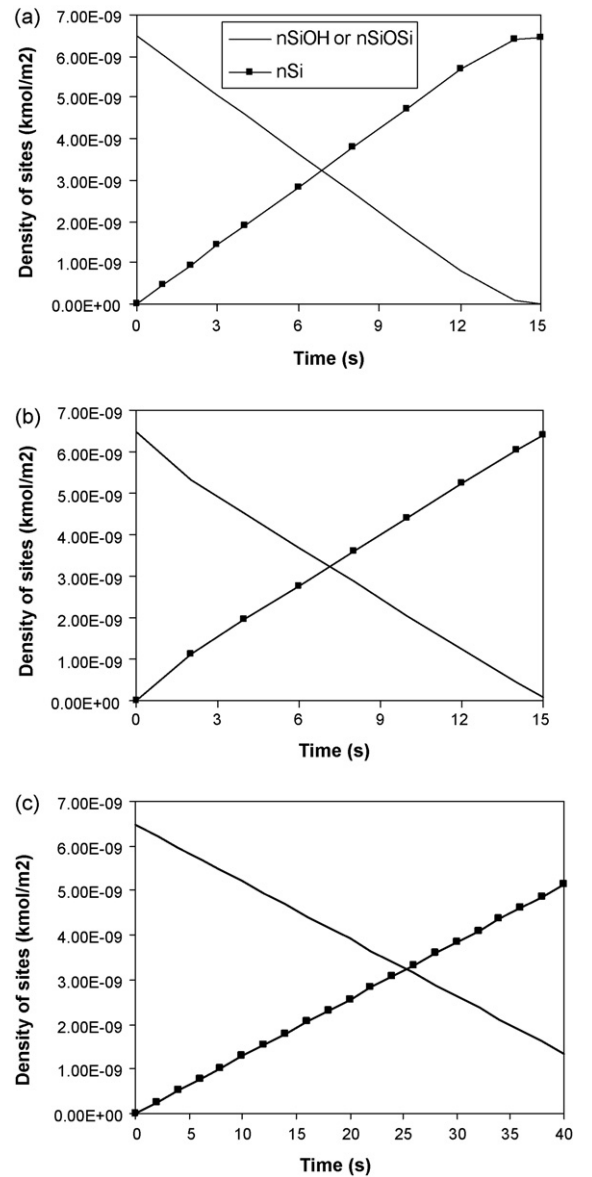 (a)
7.00E-09
6.00E-09
5.00E-09
4.00E-09
3.00E-09
2.00E-09
1.00E-09
0.00E+00
Density of sites (kmol/m2)
nSiOH or nSiOSi
nSi
0 3 6 9 12 15
Time (s)
(b)
7.00E-09
6.00E-09
5.00E-09
4.00E-09
3.00E-09
2.00E-09
1.00E-09
0.00E+00
Density of sites (kmol/m2)
0 3 6 9 12 15
Time (s)
(c)
7.00E-09
6.00E-09
5.00E-09
4.00E-09
3.00E-09
2.00E-09
1.00E-09
0.00E+00
Density of sites (kmol/m2)
0 5 10 15 20 25 30 35 40
Time (s)